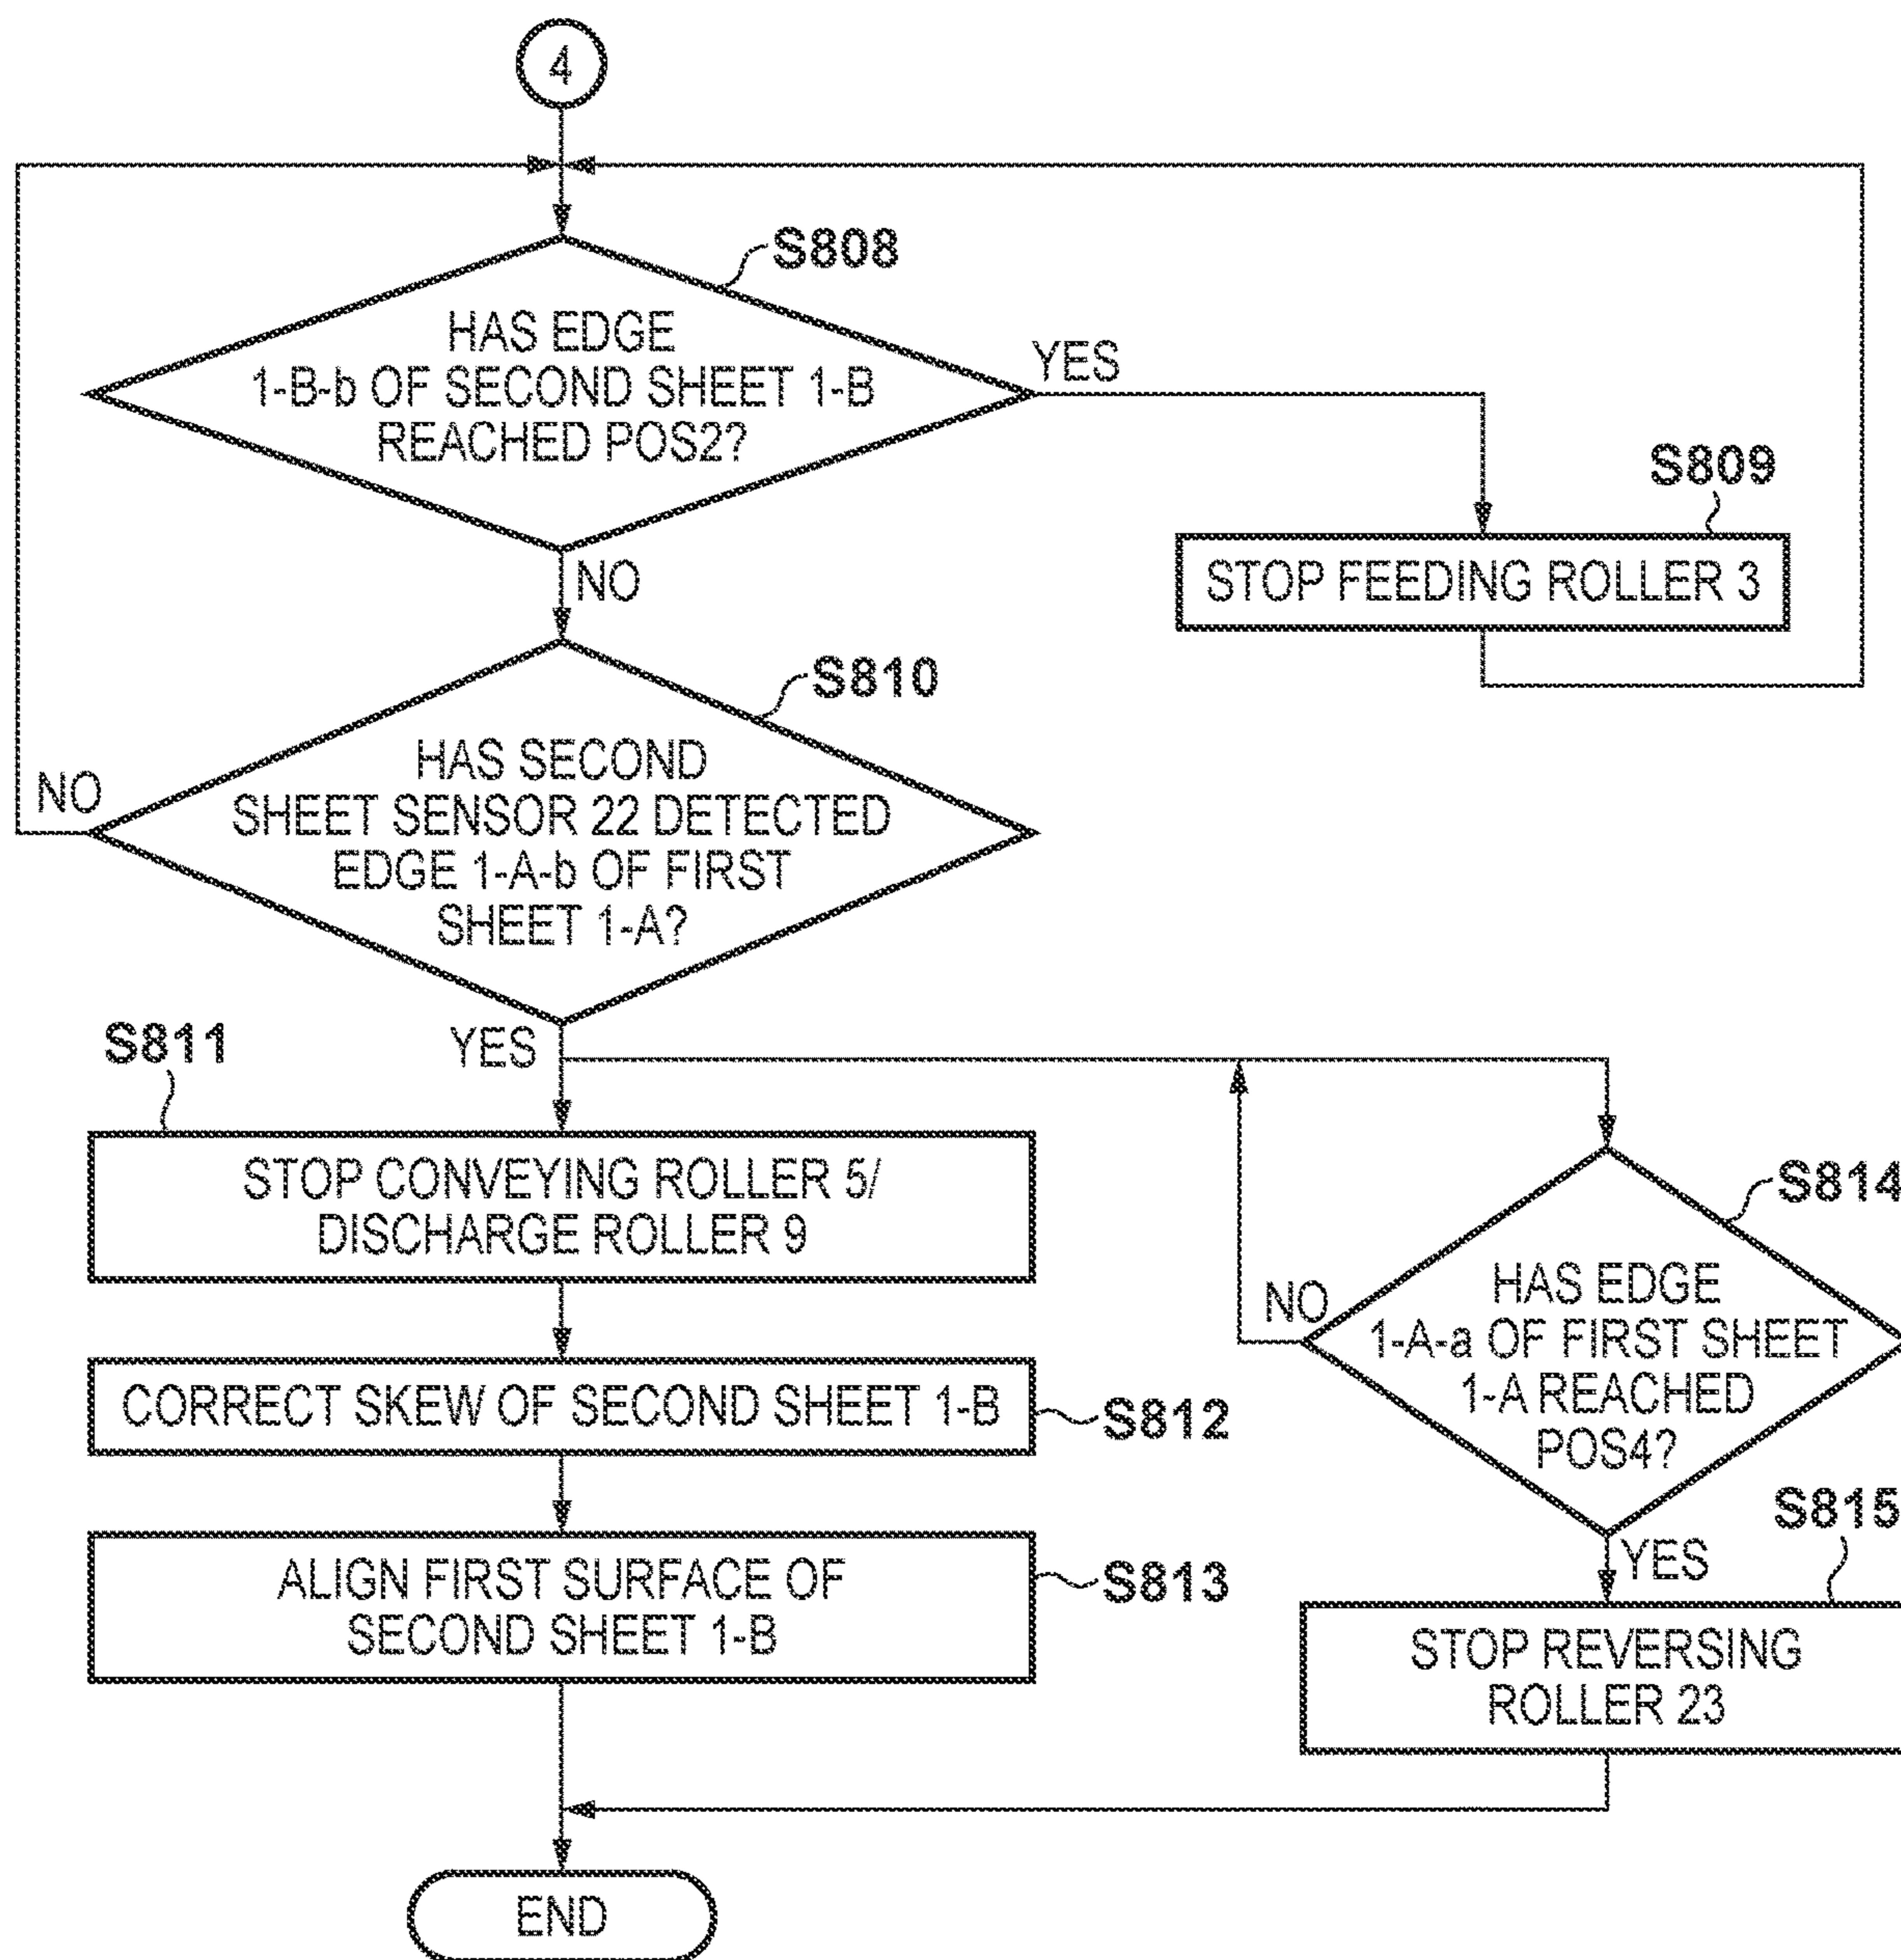 4
S808
HAS EDGE
1-B-b OF SECOND SHEET 1-B
REACHED POS2?
YES
S809
STOP FEEDING ROLLER 3
NO
S810
HAS SECOND
SHEET SENSOR 22 DETECTED
EDGE 1-A-b OF FIRST
SHEET 1-A?
NO
YES
S811
STOP CONVEYING ROLLER 5/
DISCHARGE ROLLER 9
CORRECT SKEW OF SECOND SHEET 1-B
S812
ALIGN FIRST SURFACE OF
SECOND SHEET 1-B
S813
S814
HAS EDGE
1-A-a OF FIRST SHEET
1-A REACHED
POS4?
NO
YES
S815
STOP REVERSING
ROLLER 23
END